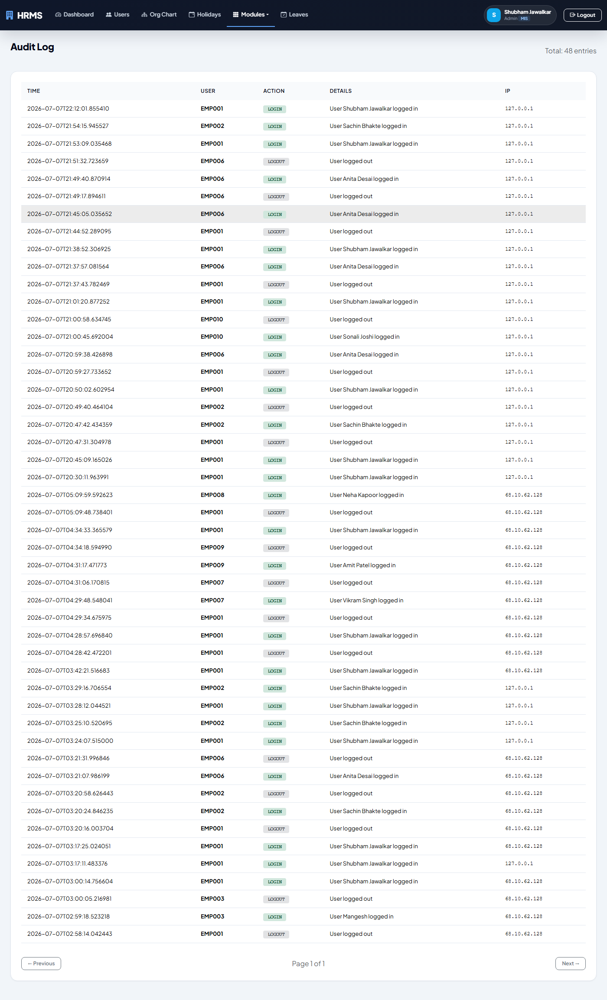 HRMS Dashboard Users Org Chart Holidays Modules Leaves S Shubham Jawalkar Admin MIS Logout
Audit Log
Total: 48 entries
TIME USER ACTION DETAILS IP
2026-07-07T22:12:01.855410 EMP001 LOGIN User Shubham Jawalkar logged in 127.0.0.1
2026-07-07T21:54:15.945527 EMP002 LOGIN User Sachin Bhakte logged in 127.0.0.1
2026-07-07T21:53:09.035468 EMP001 LOGIN User Shubham Jawalkar logged in 127.0.0.1
2026-07-07T21:51:32.723659 EMP006 LOGOUT User logged out 127.0.0.1
2026-07-07T21:49:40.870914 EMP006 LOGIN User Anita Desai logged in 127.0.0.1
2026-07-07T21:49:17.894611 EMP006 LOGOUT User logged out 127.0.0.1
2026-07-07T21:45:05.035652 EMP006 LOGIN User Anita Desai logged in 127.0.0.1
2026-07-07T21:44:52.289095 EMP001 LOGOUT User logged out 127.0.0.1
2026-07-07T21:38:52.306925 EMP001 LOGIN User Shubham Jawalkar logged in 127.0.0.1
2026-07-07T21:37:57.081564 EMP006 LOGIN User Anita Desai logged in 127.0.0.1
2026-07-07T21:37:43.782469 EMP001 LOGOUT User logged out 127.0.0.1
2026-07-07T21:01:20.877252 EMP001 LOGIN User Shubham Jawalkar logged in 127.0.0.1
2026-07-07T21:00:58.634745 EMP010 LOGOUT User logged out 127.0.0.1
2026-07-07T21:00:45.692004 EMP010 LOGIN User Sonali Joshi logged in 127.0.0.1
2026-07-07T20:59:38.426898 EMP006 LOGIN User Anita Desai logged in 127.0.0.1
2026-07-07T20:59:27.733652 EMP001 LOGOUT User logged out 127.0.0.1
2026-07-07T20:50:02.602954 EMP001 LOGIN User Shubham Jawalkar logged in 127.0.0.1
2026-07-07T20:49:40.464104 EMP002 LOGOUT User logged out 127.0.0.1
2026-07-07T20:47:42.434359 EMP002 LOGIN User Sachin Bhakte logged in 127.0.0.1
2026-07-07T20:47:31.304978 EMP001 LOGOUT User logged out 127.0.0.1
2026-07-07T20:45:09.165026 EMP001 LOGIN User Shubham Jawalkar logged in 127.0.0.1
2026-07-07T20:30:11.963991 EMP001 LOGIN User Shubham Jawalkar logged in 127.0.0.1
2026-07-07T05:09:59.592623 EMP008 LOGIN User Neha Kapoor logged in 68.10.62.128
2026-07-07T05:09:48.738401 EMP001 LOGOUT User logged out 68.10.62.128
2026-07-07T04:34:33.365579 EMP001 LOGIN User Shubham Jawalkar logged in 68.10.62.128
2026-07-07T04:34:18.594990 EMP009 LOGOUT User logged out 68.10.62.128
2026-07-07T04:31:17.471773 EMP009 LOGIN User Amit Patel logged in 68.10.62.128
2026-07-07T04:31:06.170815 EMP007 LOGOUT User logged out 68.10.62.128
2026-07-07T04:29:48.548041 EMP007 LOGIN User Vikram Singh logged in 68.10.62.128
2026-07-07T04:29:34.675975 EMP001 LOGOUT User logged out 68.10.62.128
2026-07-07T04:28:57.696840 EMP001 LOGIN User Shubham Jawalkar logged in 68.10.62.128
2026-07-07T04:28:42.472201 EMP001 LOGOUT User logged out 68.10.62.128
2026-07-07T03:42:21.516683 EMP001 LOGIN User Shubham Jawalkar logged in 68.10.62.128
2026-07-07T03:29:16.706554 EMP002 LOGIN User Sachin Bhakte logged in 127.0.0.1
2026-07-07T03:28:12.044521 EMP001 LOGIN User Shubham Jawalkar logged in 127.0.0.1
2026-07-07T03:25:10.520695 EMP002 LOGIN User Sachin Bhakte logged in 127.0.0.1
2026-07-07T03:24:07.515000 EMP001 LOGIN User Shubham Jawalkar logged in 127.0.0.1
2026-07-07T03:21:31.996846 EMP006 LOGOUT User logged out 68.10.62.128
2026-07-07T03:21:07.986199 EMP006 LOGIN User Anita Desai logged in 68.10.62.128
2026-07-07T03:20:58.626443 EMP002 LOGOUT User logged out 68.10.62.128
2026-07-07T03:20:24.846235 EMP002 LOGIN User Sachin Bhakte logged in 68.10.62.128
2026-07-07T03:20:16.003704 EMP001 LOGOUT User logged out 68.10.62.128
2026-07-07T03:17:25.024051 EMP001 LOGIN User Shubham Jawalkar logged in 68.10.62.128
2026-07-07T03:17:11.483376 EMP001 LOGIN User Shubham Jawalkar logged in 127.0.0.1
2026-07-07T03:00:14.756604 EMP001 LOGIN User Shubham Jawalkar logged in 68.10.62.128
2026-07-07T03:00:05.216981 EMP003 LOGOUT User logged out 68.10.62.128
2026-07-07T02:59:18.523218 EMP003 LOGIN User Mangesh logged in 68.10.62.128
2026-07-07T02:58:14.042443 EMP001 LOGOUT User logged out 68.10.62.128
← Previous Page 1 of 1 Next →